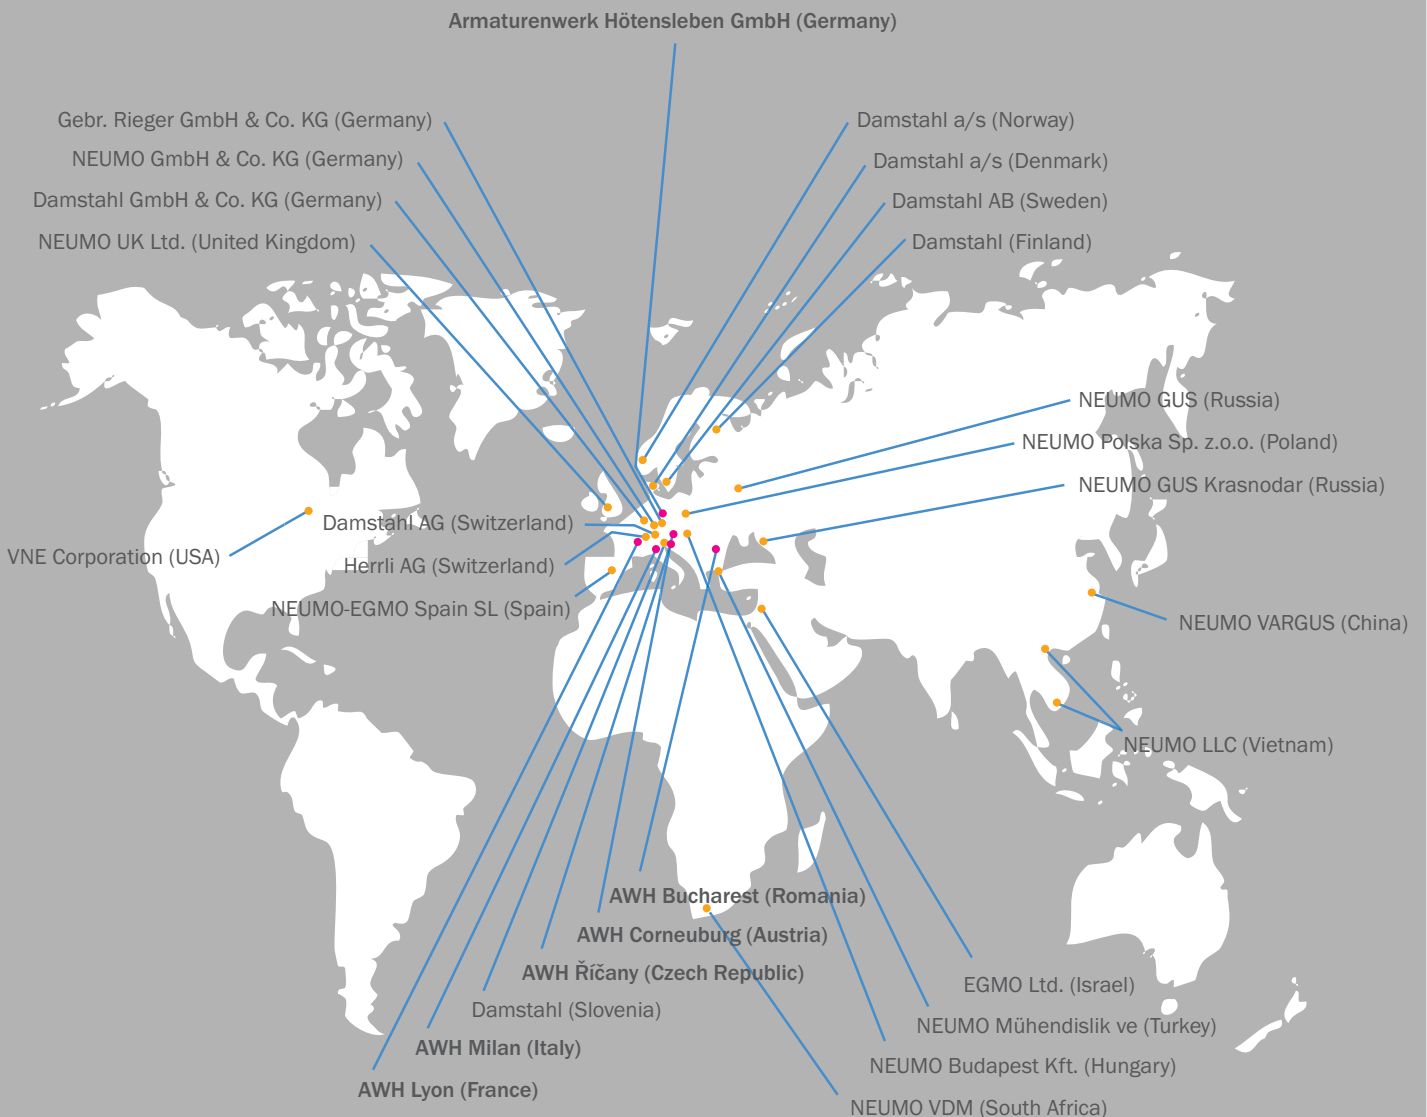 Armaturenwerk Hötensleben GmbH (Germany)
Gebr. Rieger GmbH & Co. KG (Germany)
NEUMO GmbH & Co. KG (Germany)
Damstahl GmbH & Co. KG (Germany)
NEUMO UK Ltd. (United Kingdom)
Damstahl a/s (Norway)
Damstahl a/s (Denmark)
Damstahl AB (Sweden)
Damstahl (Finland)
NEUMO GUS (Russia)
NEUMO Polska Sp. z.o.o. (Poland)
NEUMO GUS Krasnodar (Russia)
Damstahl AG (Switzerland)
VNE Corporation (USA)
Herrli AG (Switzerland)
NEUMO-EGMO Spain SL (Spain)
NEUMO VARGUS (China)
NEUMO LLC (Vietnam)
AWH Bucharest (Romania)
AWH Corneuburg (Austria)
AWH Říčany (Czech Republic)
Damstahl (Slovenia)
AWH Milan (Italy)
AWH Lyon (France)
EGMO Ltd. (Israel)
NEUMO Mühendislik ve (Turkey)
NEUMO Budapest Kft. (Hungary)
NEUMO VDM (South Africa)